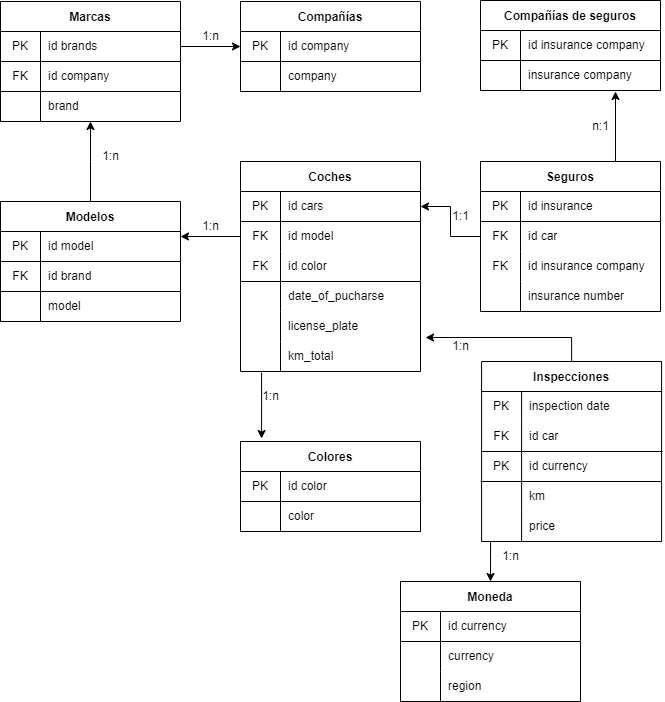 Marcas
PK id brands
FK id company
brand
1:n
Compañías
PK id company
company
Compañías de seguros
PK id insurance company
insurance company
1:n
n:1
Modelos
PK id model
FK id brand
model
1:n
Coches
PK id cars
FK id model
FK id color
date_of_pucharse
license_plate
km_total
1:1
Seguros
PK id insurance
FK id car
FK id insurance company
insurance number
1:n
1:n
Inspecciones
PK inspection date
FK id car
PK id currency
km
price
Colores
PK id color
color
1:n
Moneda
PK id currency
currency
region